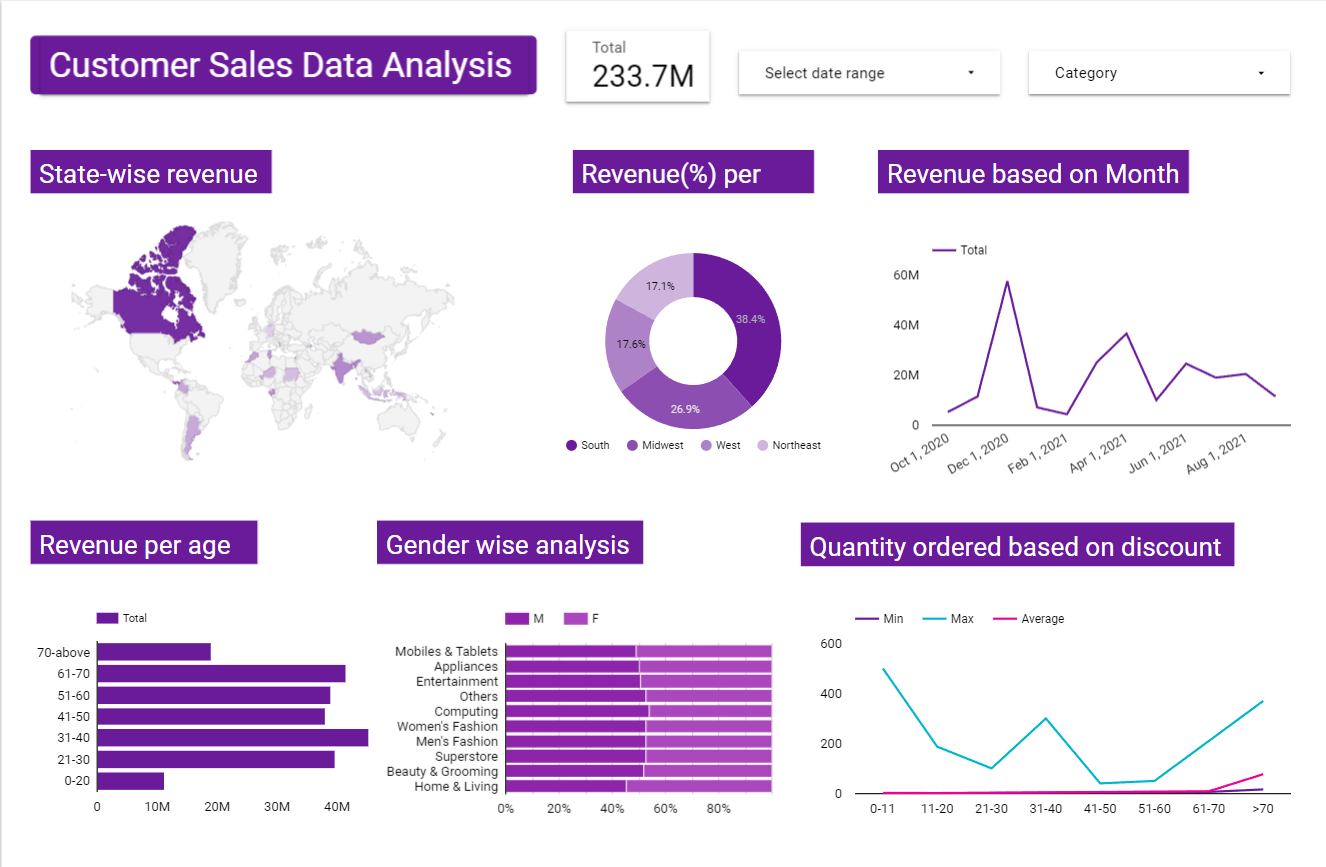 Customer Sales Data Analysis
Total
233.7M
Select date range
Category
State-wise revenue
Revenue(%) per
17.1%
38.4%
17.6%
26.9%
South Midwest West Northeast
Revenue based on Month
Total
60M
40M
20M
0
Oct 1, 2020 Dec 1, 2020 Feb 1, 2021 Apr 1, 2021 Jun 1, 2021 Aug 1, 2021
Revenue per age
Total
70-above
61-70
51-60
41-50
31-40
21-30
0-20
0 10M 20M 30M 40M
Gender wise analysis
M F
Mobiles & Tablets
Appliances
Entertainment
Others
Computing
Women's Fashion
Men's Fashion
Superstore
Beauty & Grooming
Home & Living
0% 20% 40% 60% 80%
Quantity ordered based on discount
Min Max Average
600
400
200
0
0-11 11-20 21-30 31-40 41-50 51-60 61-70 >70